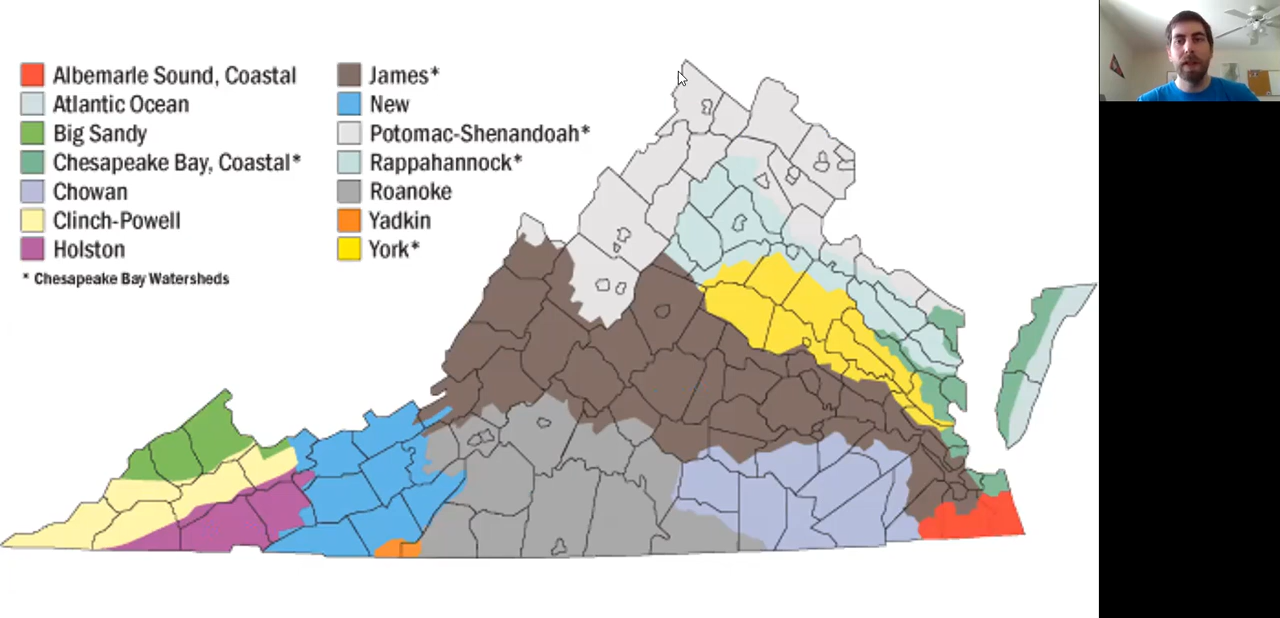 Albemarle Sound, Coastal
Atlantic Ocean
Big Sandy
Chesapeake Bay, Coastal*
Chowan
Clinch-Powell
Holston
* Chesapeake Bay Watersheds
James*
New
Potomac-Shenandoah*
Rappahannock*
Roanoke
Yadkin
York*